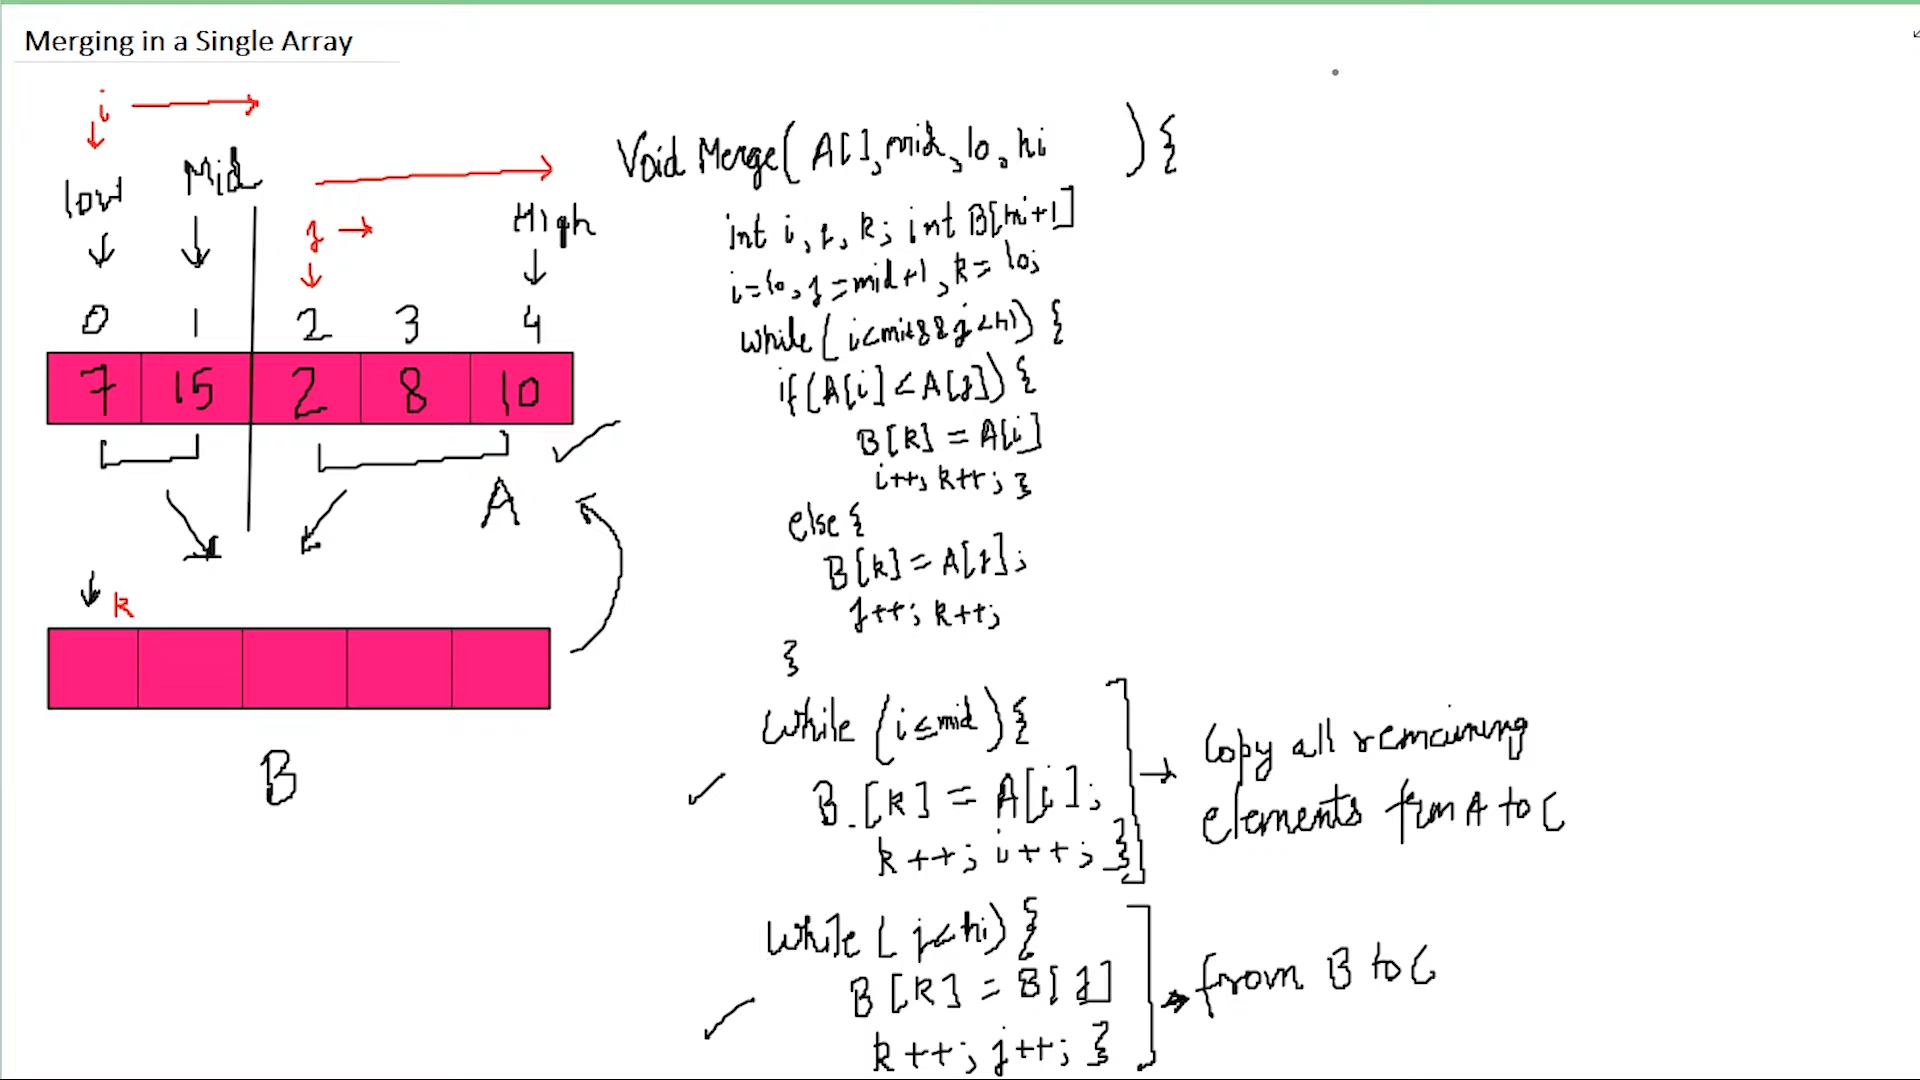 Merging in a Single Array
i
low
Mid
j
High
0 1 2 3 4
7 15 2 8 10
A
k
B
Void Merge( A[], mid, lo, hi ) {
int i, j, k; int B[hi+1]
i=lo, j=mid+1, k= lo;
while( i<mid&&j<hi) {
if(A[i] < A[j]) {
B[k] = A[i]
i++, k++; }
else {
B[k] = A[j];
j++; k++;
}
While (i≤mid) {
B.[k] = A[i];
k++; i++; }
While( j<hi) {
B[k] = B[j]
k++; j++; }
Copy all remaining
elements from A to C
from B to C